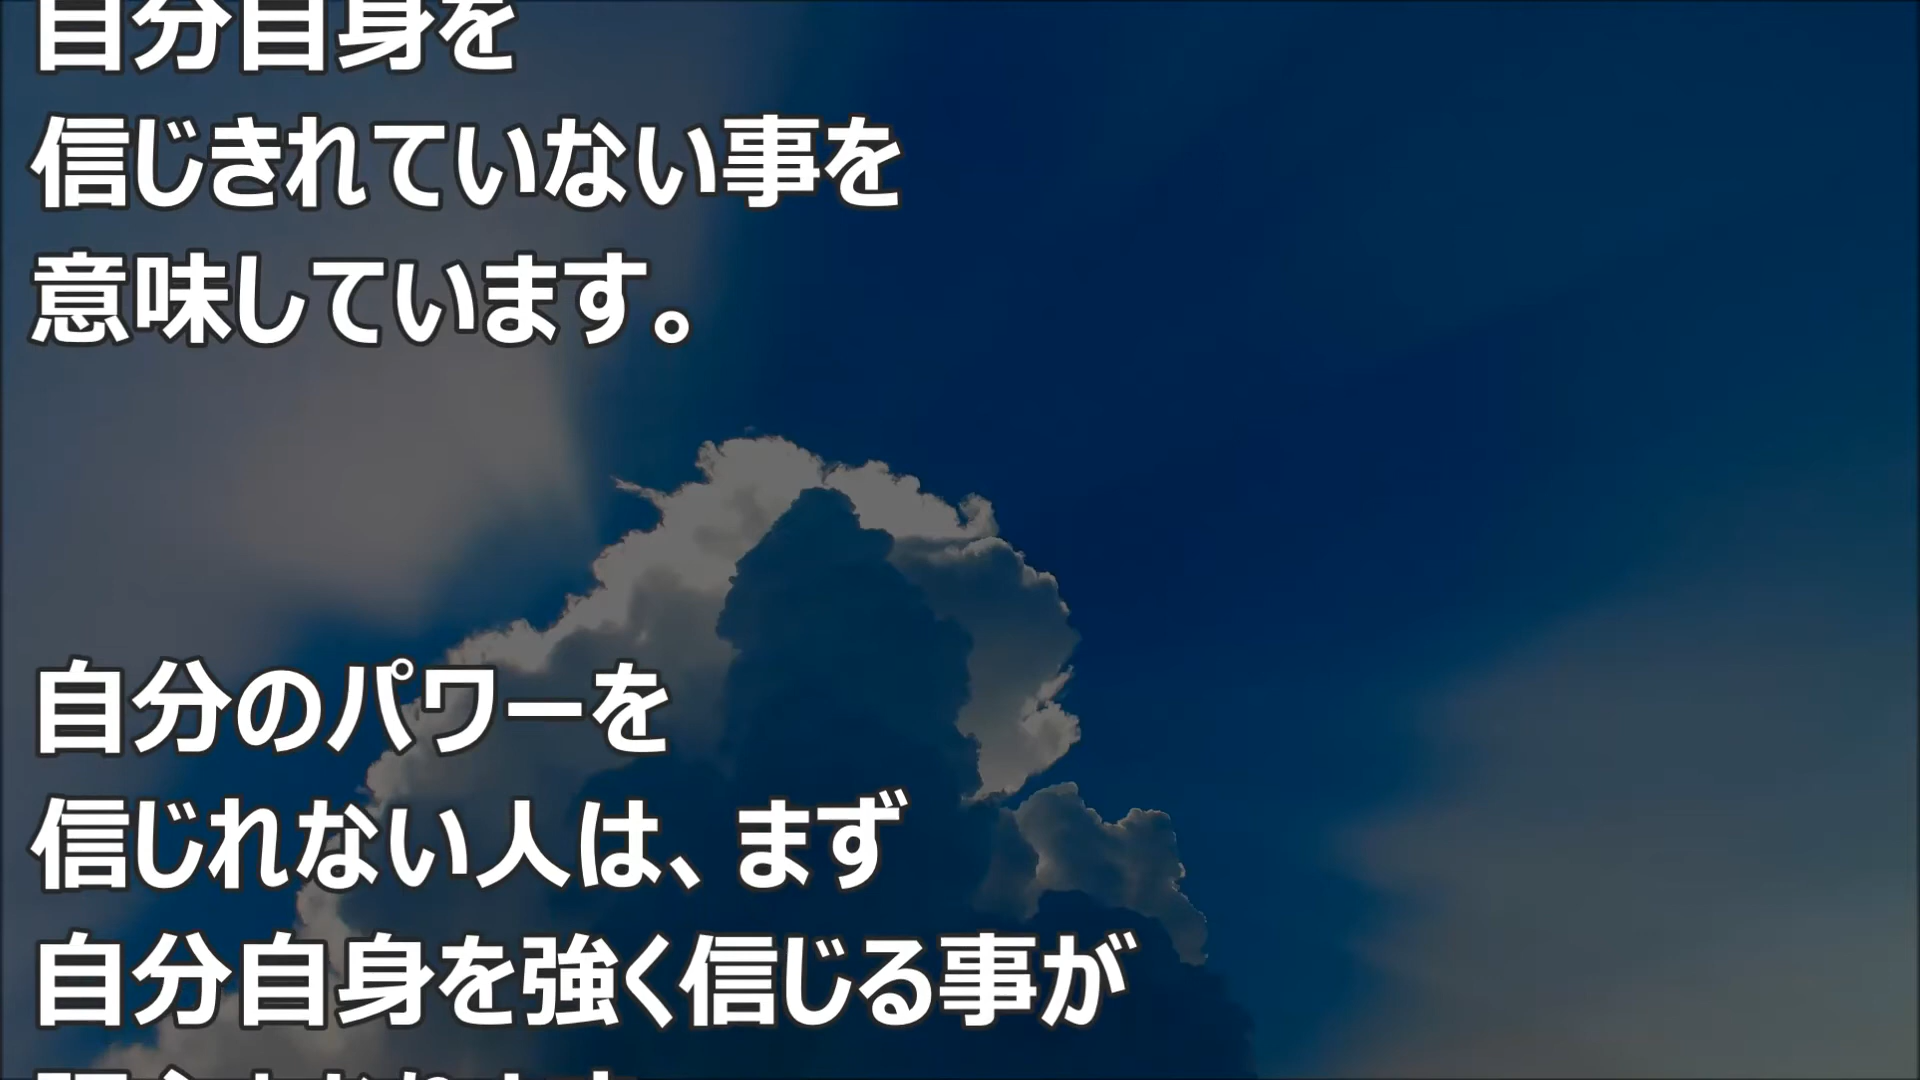 自分自身を
信じきれていない事を
意味しています。
自分のパワーを
信じれない人は、まず
自分自身を強く信じる事が